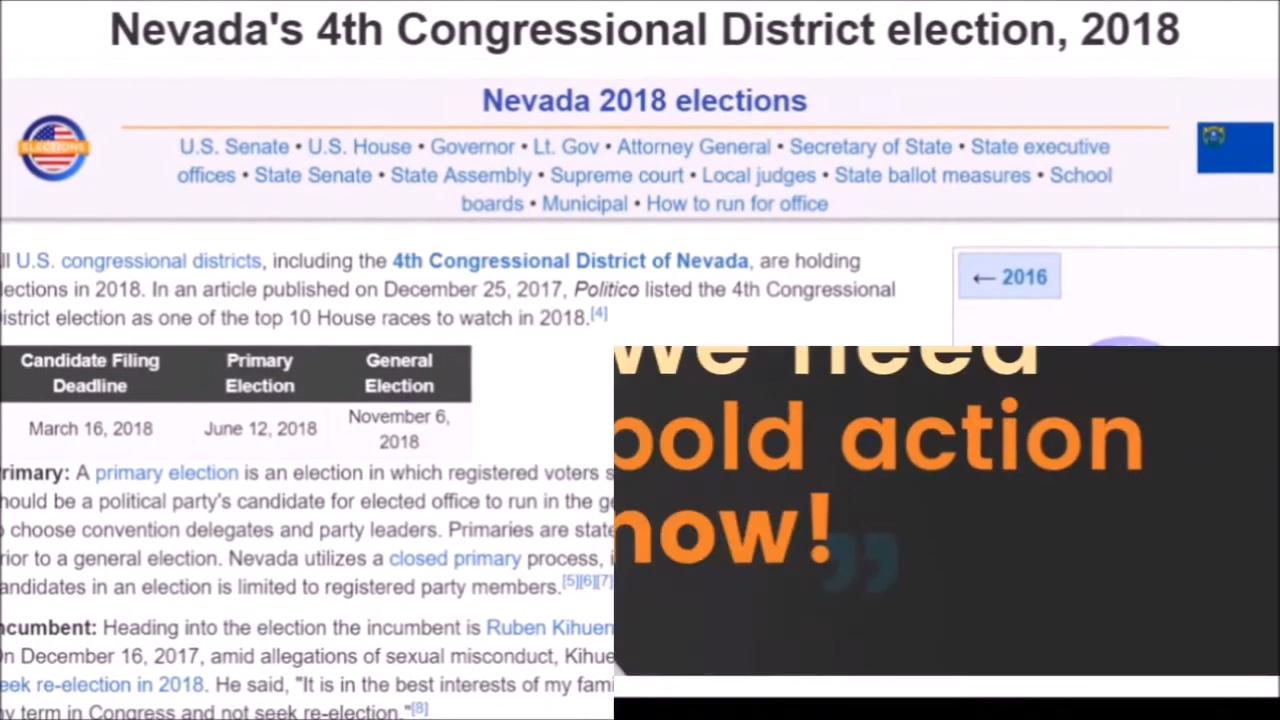 Nevada's 4th Congressional District election, 2018
Nevada 2018 elections
ELECTIONS
U.S. Senate • U.S. House • Governor • Lt. Gov • Attorney General • Secretary of State • State executive
offices • State Senate • State Assembly • Supreme court • Local judges • State ballot measures • School
boards • Municipal • How to run for office
ll U.S. congressional districts, including the 4th Congressional District of Nevada, are holding
lections in 2018. In an article published on December 25, 2017, Politico listed the 4th Congressional
istrict election as one of the top 10 House races to watch in 2018.[4]
← 2016
Candidate Filing Deadline
Primary Election
General Election
March 16, 2018
June 12, 2018
November 6, 2018
rimary: A primary election is an election in which registered voters s
hould be a political party's candidate for elected office to run in the ge
choose convention delegates and party leaders. Primaries are state
rior to a general election. Nevada utilizes a closed primary process, i
andidates in an election is limited to registered party members.[5][6][7]
ncumbent: Heading into the election the incumbent is Ruben Kihuen
n December 16, 2017, amid allegations of sexual misconduct, Kihue
eek re-election in 2018. He said, "It is in the best interests of my fami
y term in Congress and not seek re-election."[8]
we need
bold action
now!
”